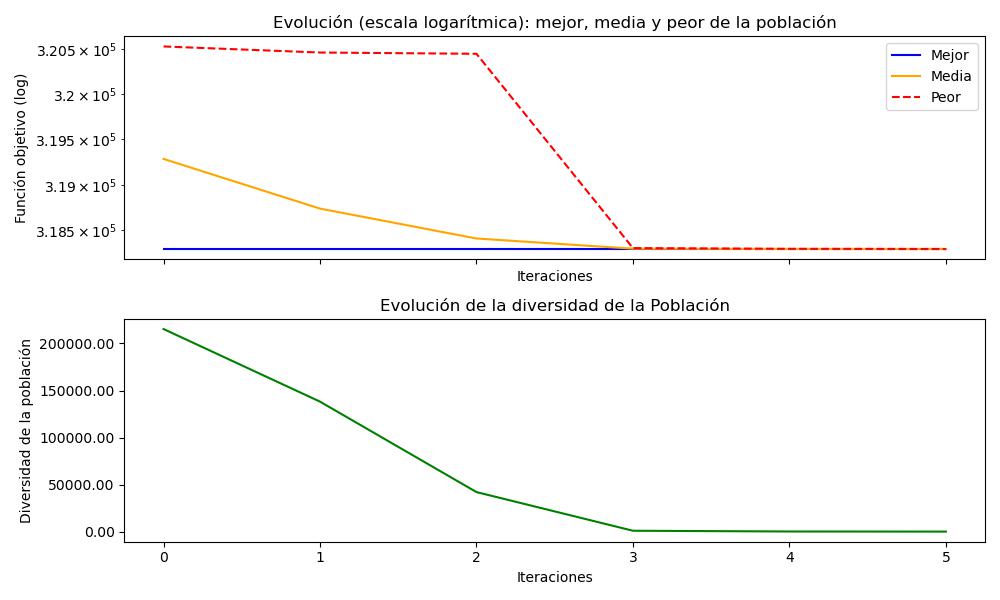 Evolución (escala logarítmica): mejor, media y peor de la población
Función objetivo (log)
3.205 × 10⁵
3.2 × 10⁵
3.195 × 10⁵
3.19 × 10⁵
3.185 × 10⁵
Mejor
Media
Peor
Iteraciones
Evolución de la diversidad de la Población
Diversidad de la población
200000.00
150000.00
100000.00
50000.00
0.00
0 1 2 3 4 5
Iteraciones